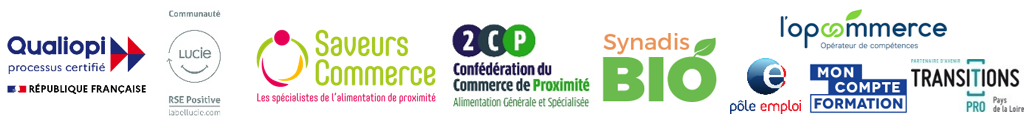 Qualiopi
processus certifié
RÉPUBLIQUE FRANÇAISE
Communauté
LUCIE
RSE Positive
labellucie.com
Saveurs
Commerce
Les spécialistes de l'alimentation de proximité
2CP
Confédération du
Commerce de Proximité
Alimentation Générale et Spécialisée
Synadis
BIO
l'opcommerce
Opérateur de compétences
pôle emploi
MON
COMPTE
FORMATION
PARTENAIRE D'AVENIR
TRANSITIONS
PRO
Pays
de la Loire